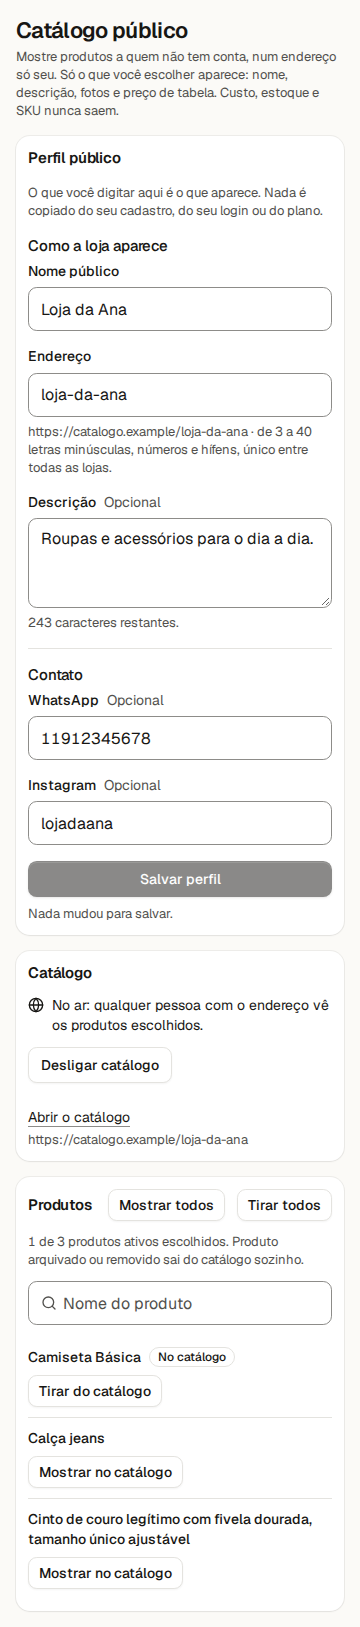 Catálogo público
Mostre produtos a quem não tem conta, num endereço
só seu. Só o que você escolher aparece: nome,
descrição, fotos e preço de tabela. Custo, estoque e
SKU nunca saem.
Perfil público
O que você digitar aqui é o que aparece. Nada é
copiado do seu cadastro, do seu login ou do plano.
Como a loja aparece
Nome público
Loja da Ana
Endereço
loja-da-ana
https://catalogo.example/loja-da-ana · de 3 a 40
letras minúsculas, números e hífens, único entre
todas as lojas.
Descrição Opcional
Roupas e acessórios para o dia a dia.
243 caracteres restantes.
Contato
WhatsApp Opcional
11912345678
Instagram Opcional
lojadaana
Salvar perfil
Nada mudou para salvar.
Catálogo
No ar: qualquer pessoa com o endereço vê
os produtos escolhidos.
Desligar catálogo
Abrir o catálogo
https://catalogo.example/loja-da-ana
Produtos Mostrar todos Tirar todos
1 de 3 produtos ativos escolhidos. Produto
arquivado ou removido sai do catálogo sozinho.
Nome do produto
Camiseta Básica No catálogo
Tirar do catálogo
Calça jeans
Mostrar no catálogo
Cinto de couro legítimo com fivela dourada,
tamanho único ajustável
Mostrar no catálogo